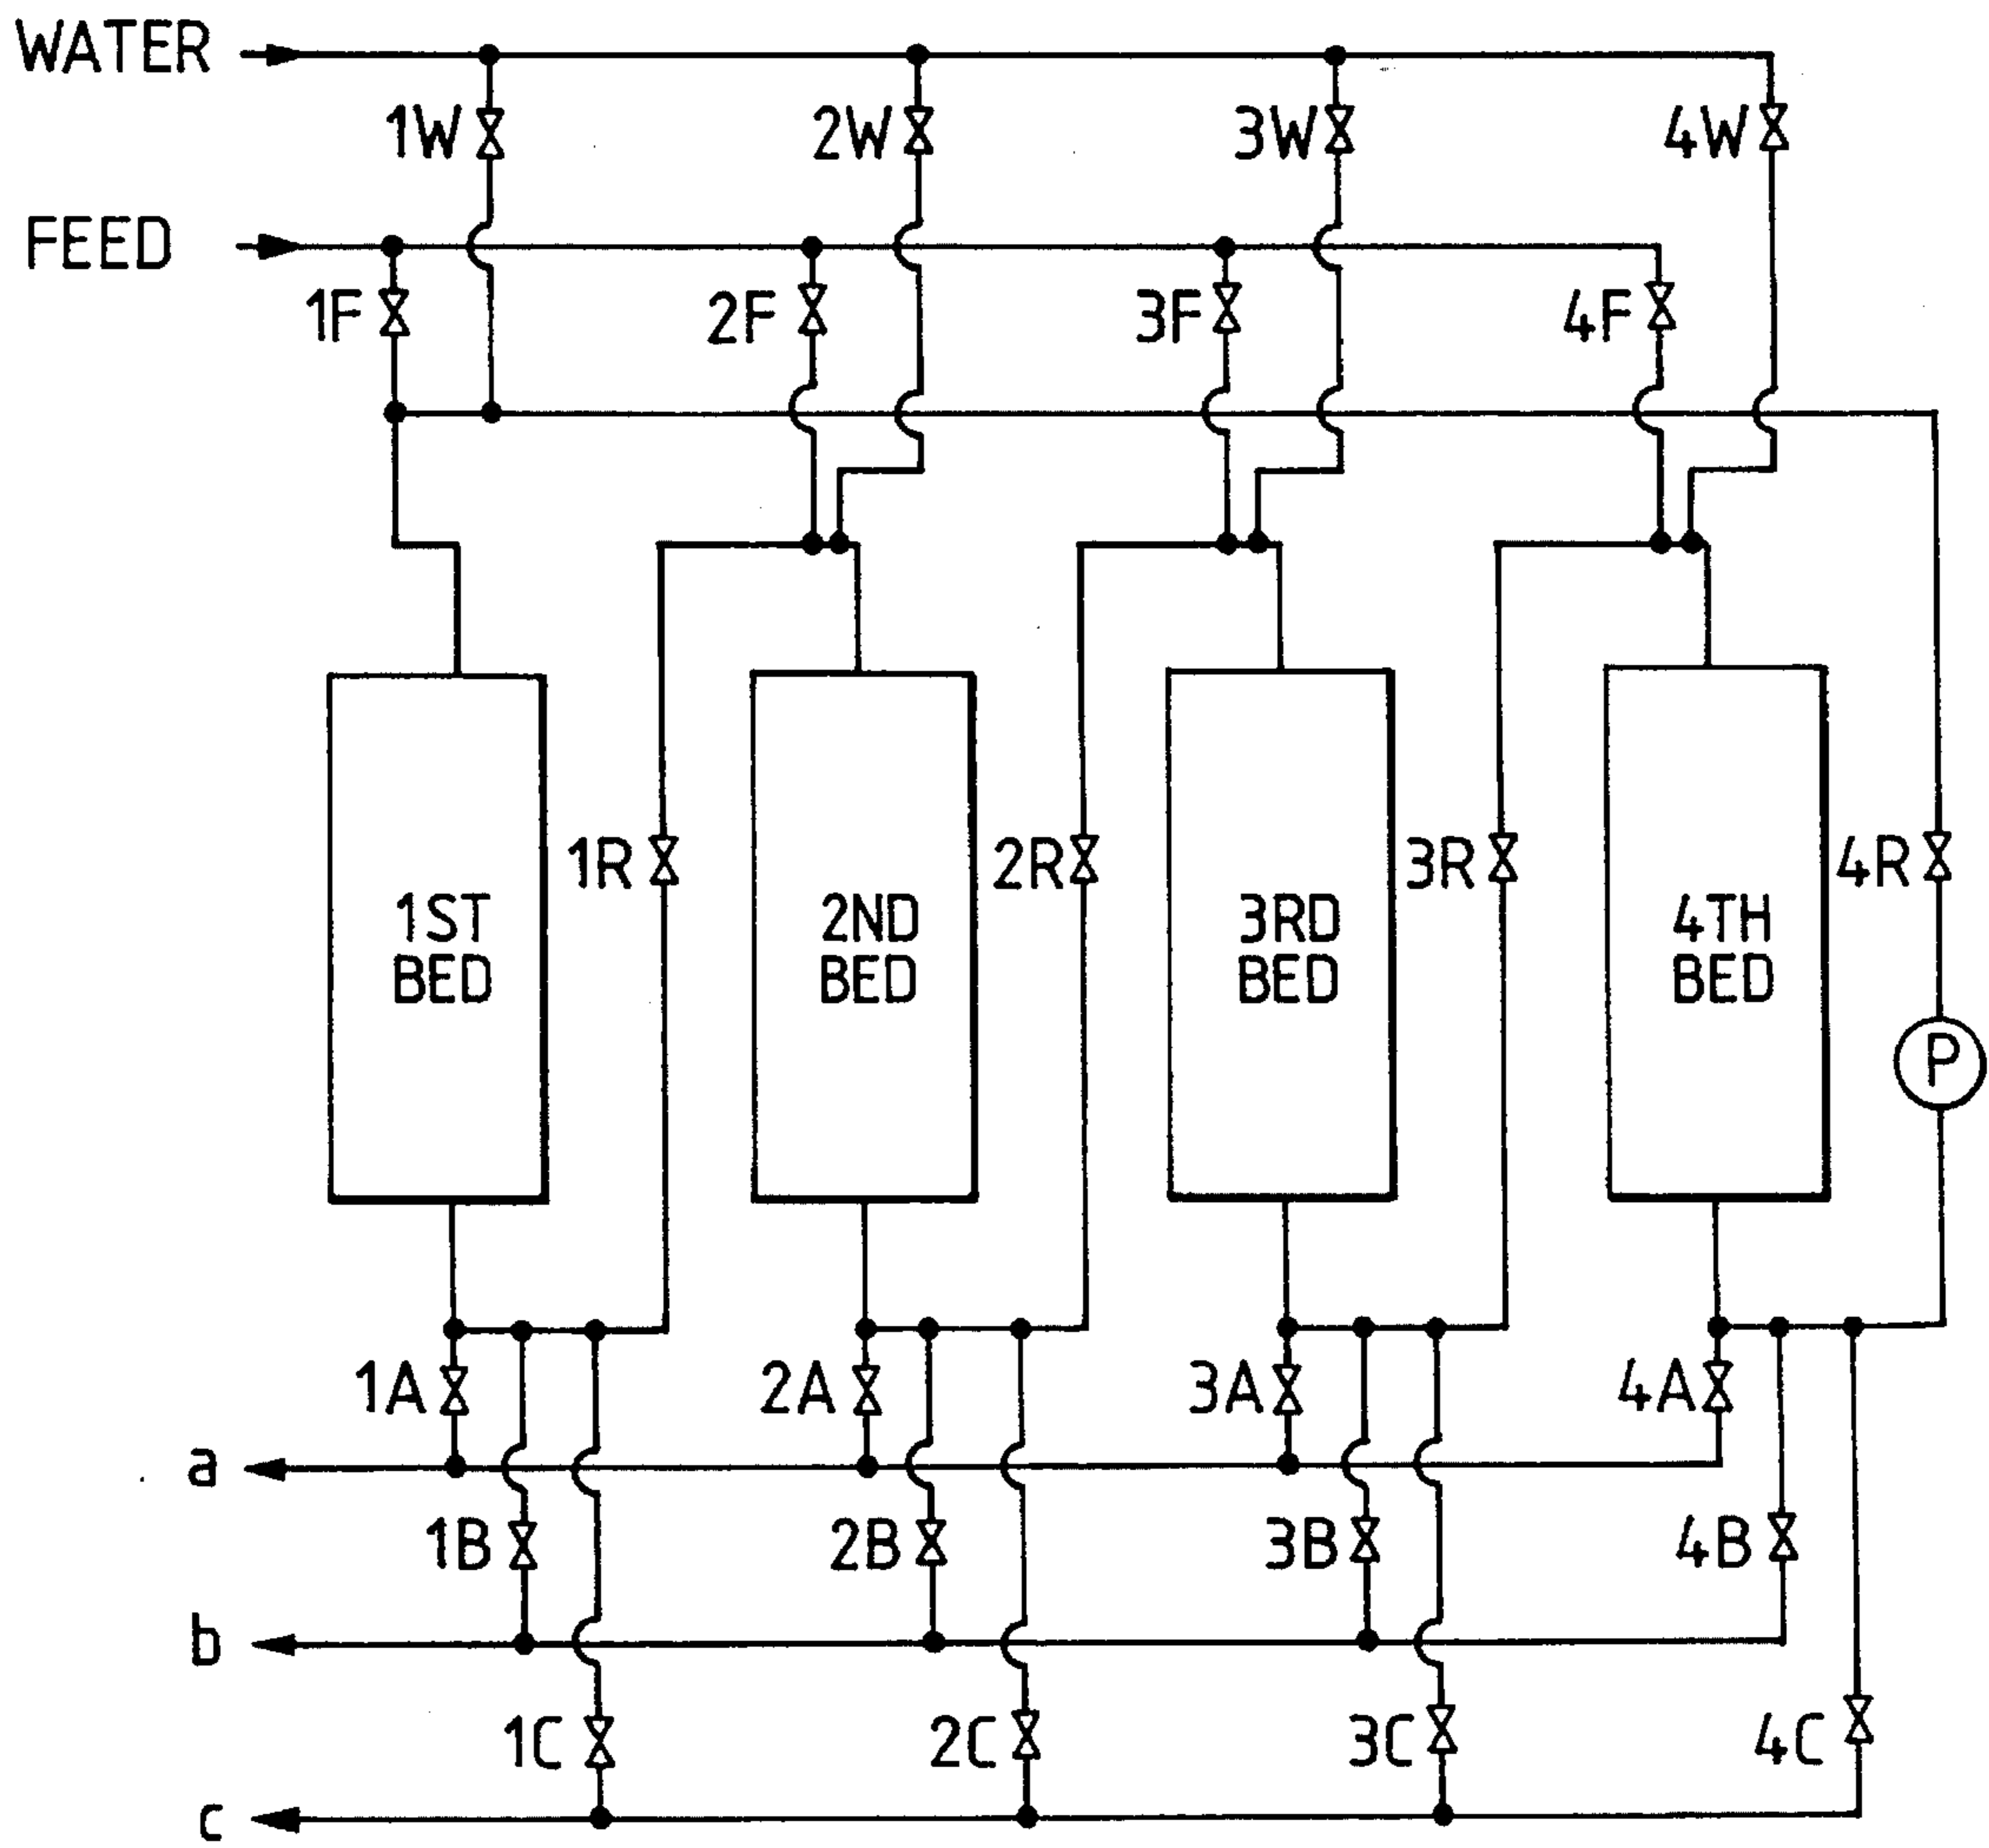 WATER
1W 2W 3W 4W
FEED
1F 2F 3F 4F
1R 2R 3R 4R
1ST
BED
2ND
BED
3RD
BED
4TH
BED
P
1A 2A 3A 4A
a
1B 2B 3B 4B
b
1C 2C 3C 4C
c